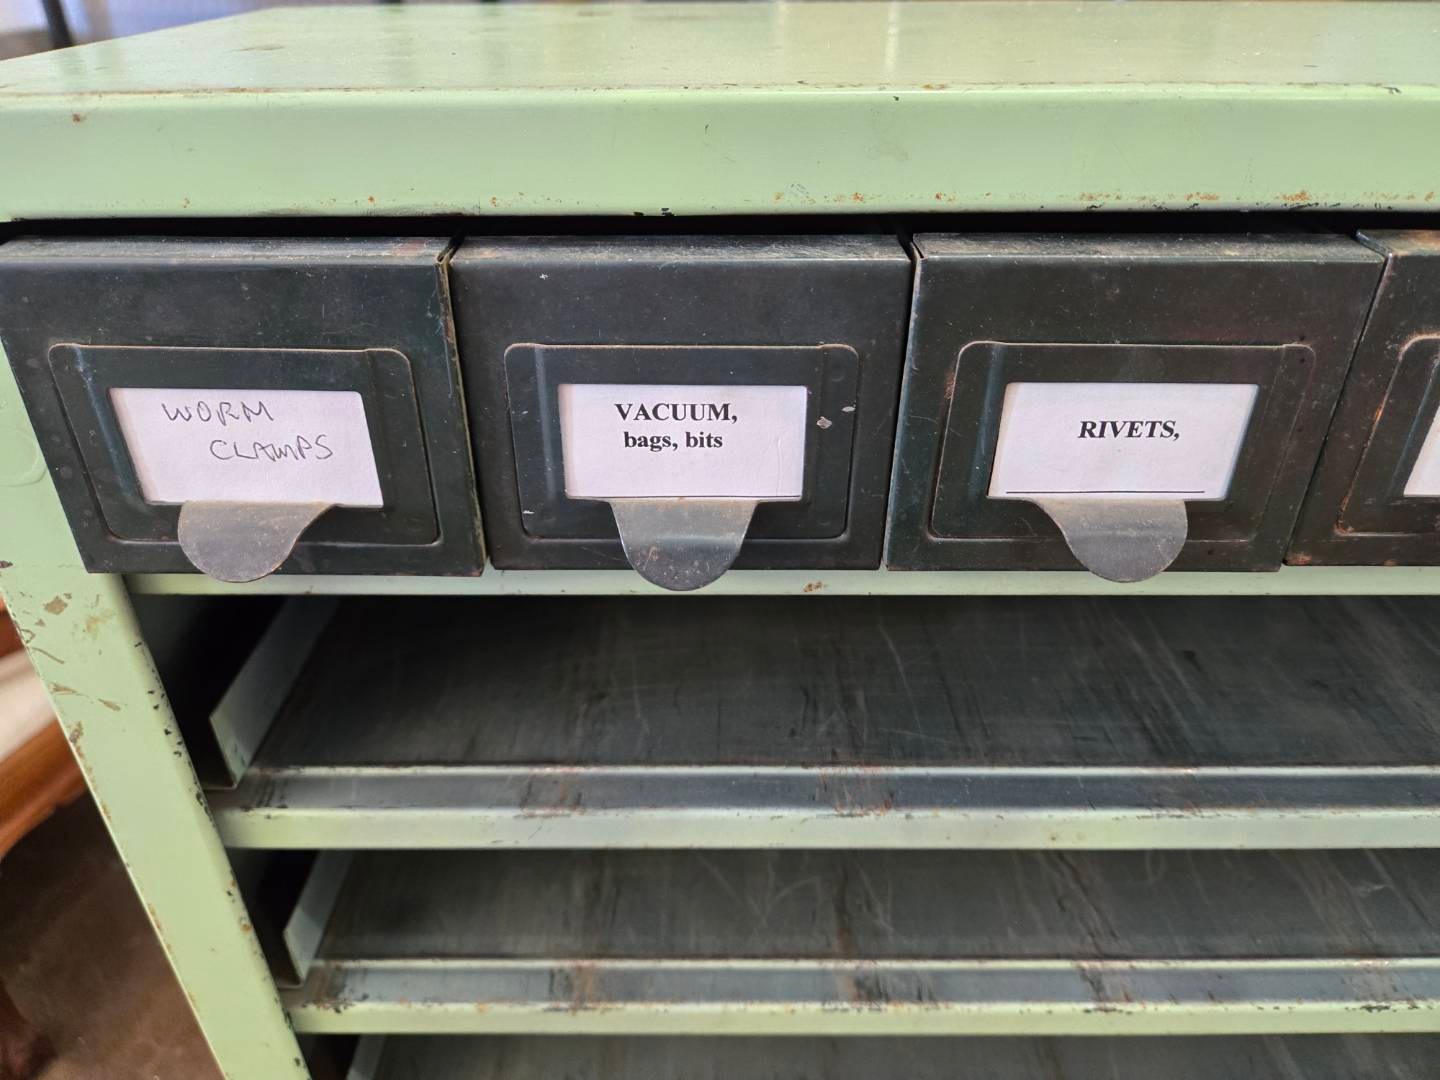 WORM
CLAMPS
VACUUM,
bags, bits
RIVETS,